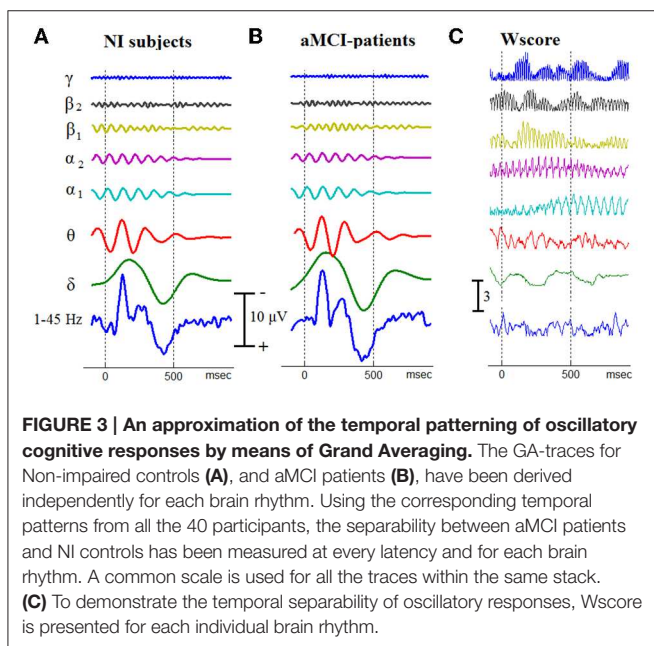 A NI subjects B aMCI-patients C Wscore
γ
β2
β1
α2
α1
θ
δ
1-45 Hz
-
10 μV
+
3
0 500 msec 0 500 msec 0 500 msec
FIGURE 3 | An approximation of the temporal patterning of oscillatory
cognitive responses by means of Grand Averaging. The GA-traces for
Non-impaired controls (A), and aMCI patients (B), have been derived
independently for each brain rhythm. Using the corresponding temporal
patterns from all the 40 participants, the separability between aMCI patients
and NI controls has been measured at every latency and for each brain
rhythm. A common scale is used for all the traces within the same stack.
(C) To demonstrate the temporal separability of oscillatory responses, Wscore
is presented for each individual brain rhythm.